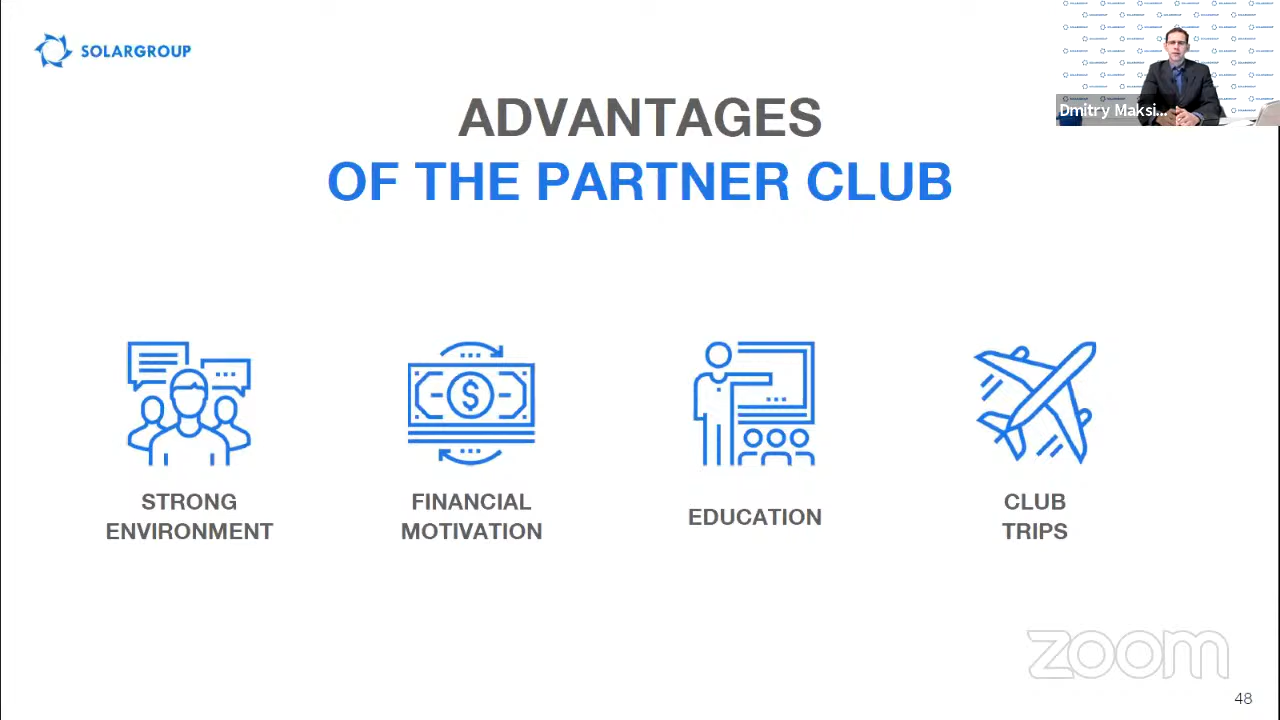 SOLARGROUP
Dmitry Maksi...
ADVANTAGES
OF THE PARTNER CLUB
$
STRONG
ENVIRONMENT
FINANCIAL
MOTIVATION
EDUCATION
CLUB
TRIPS
zoom
48